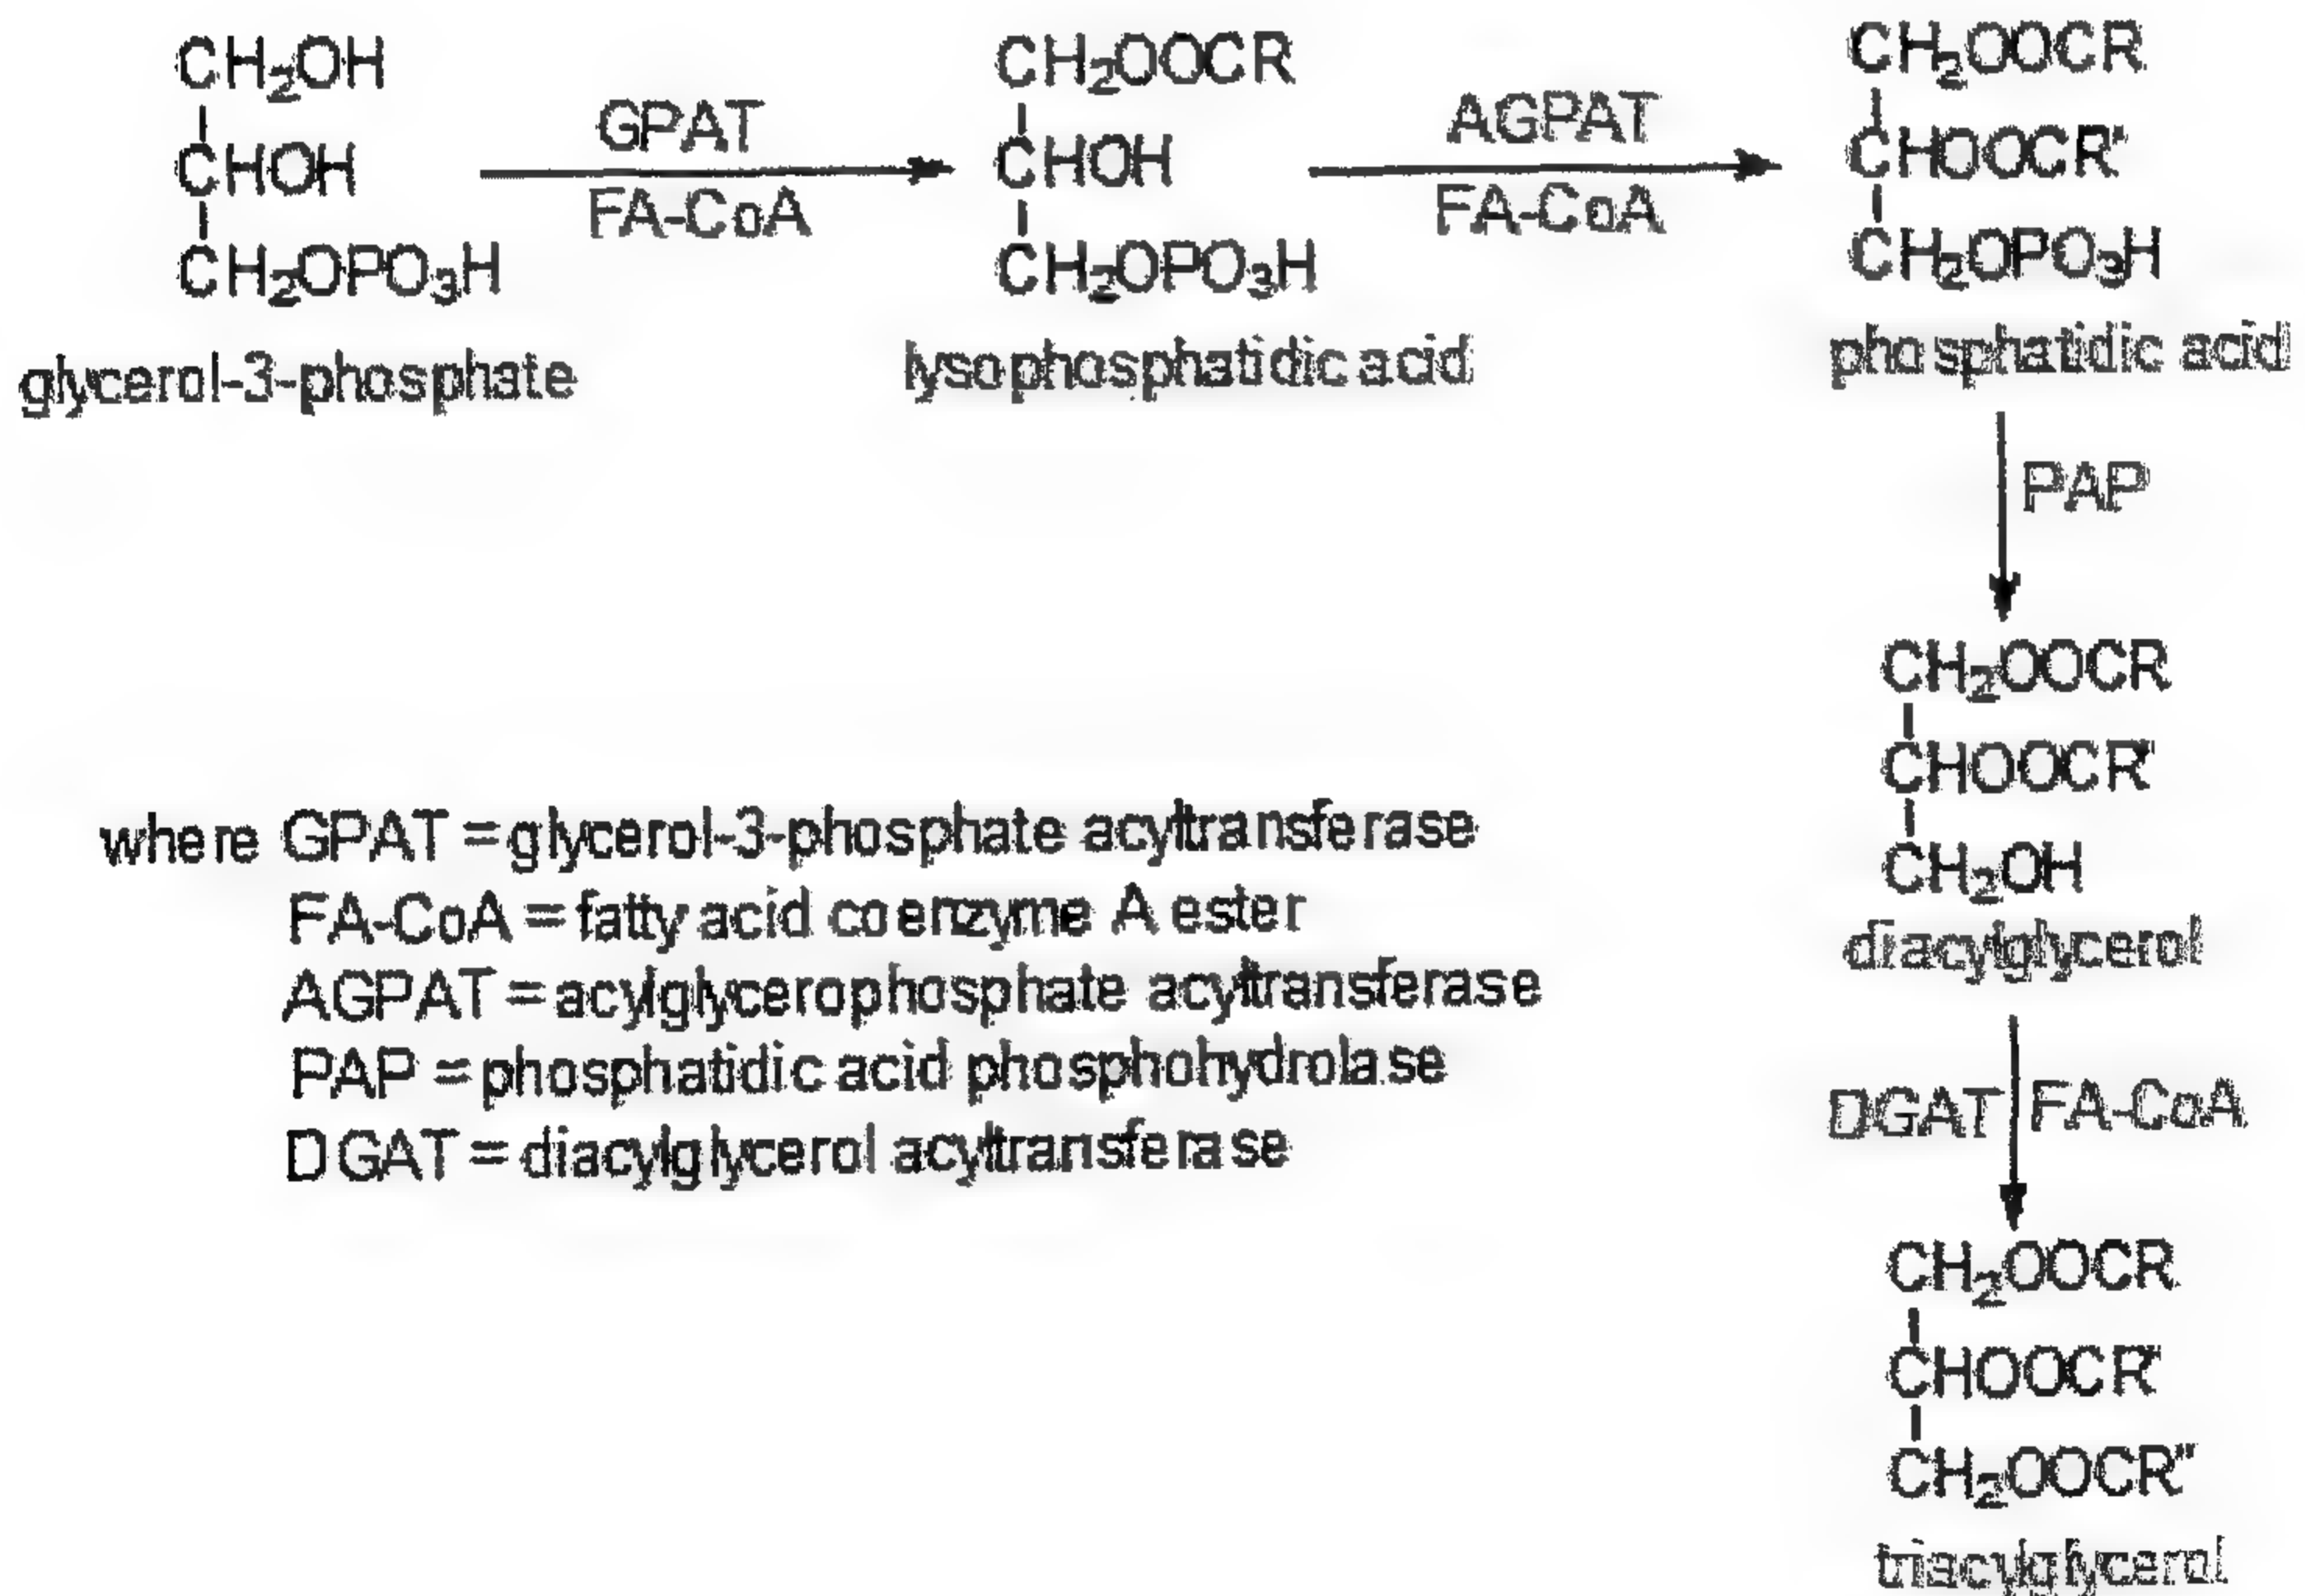 CH₂OH
CHOH
CH₂OPO₃H
glycerol-3-phosphate
GPAT
FA-CoA
CH₂OOCR
CHOH
CH₂OPO₃H
lysophosphatidic acid
AGPAT
FA-CoA
CH₂OOCR
CHOOCR'
CH₂OPO₃H
phosphatidic acid
PAP
CH₂OOCR
CHOOCR'
CH₂OH
diacylglycerol
DGAT FA-CoA
CH₂OOCR
CHOOCR'
CH₂OOCR"
triacylglycerol
where GPAT = glycerol-3-phosphate acyltransferase
FA-CoA = fatty acid coenzyme A ester
AGPAT = acylglycerophosphate acyltransferase
PAP = phosphatidic acid phosphohydrolase
DGAT = diacylglycerol acyltransferase